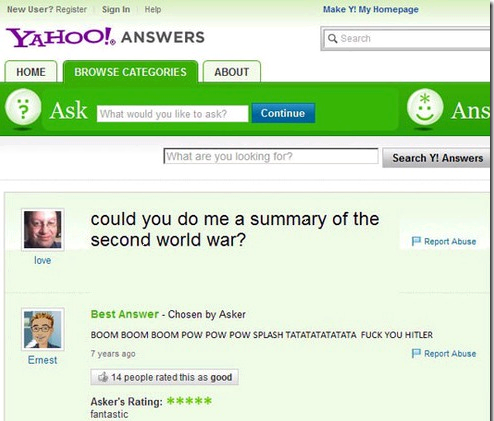 New User? Register | Sign In | Help Make Y! My Homepage
YAHOO!® ANSWERS
Search
HOME BROWSE CATEGORIES ABOUT
Ask What would you like to ask? Continue Ans
What are you looking for? Search Y! Answers
could you do me a summary of the
second world war?
Report Abuse
love
Best Answer - Chosen by Asker
BOOM BOOM BOOM POW POW POW SPLASH TATATATATATATA FUCK YOU HITLER
Ernest
7 years ago Report Abuse
14 people rated this as good
Asker's Rating: *****
fantastic